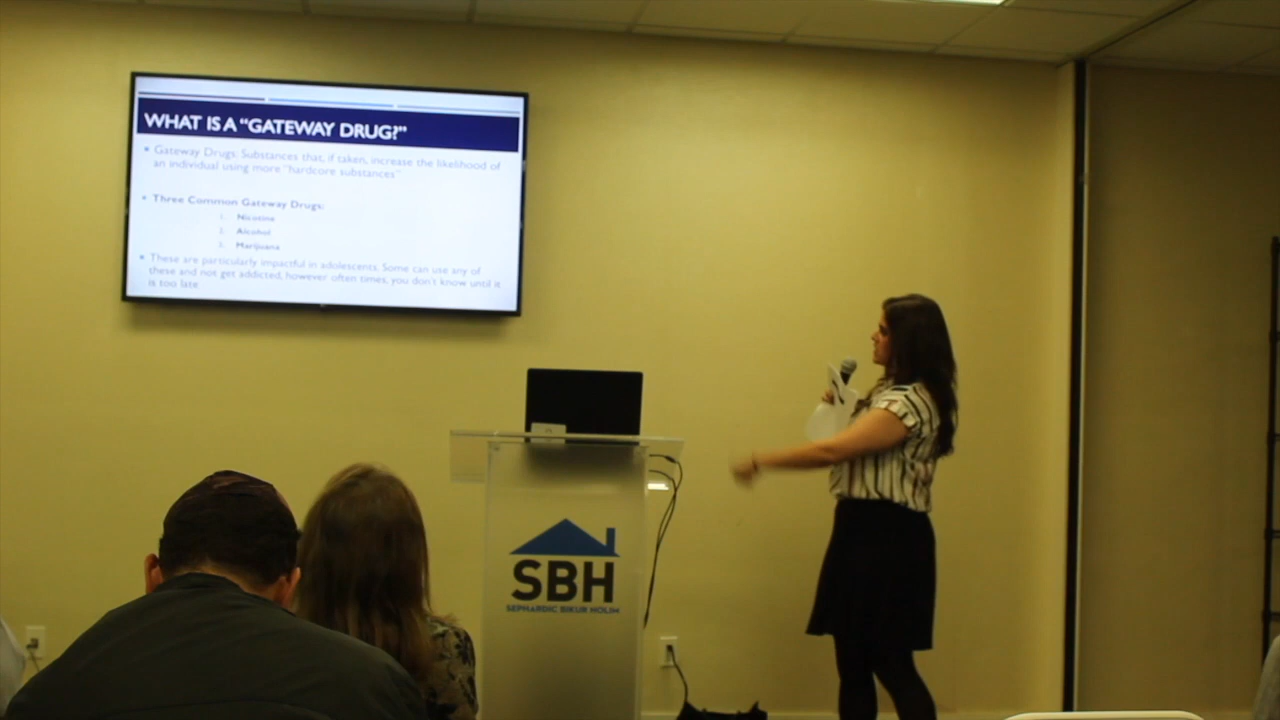 WHAT IS A “GATEWAY DRUG?”
Gateway Drugs: Substances that, if taken, increase the likelihood of
an individual using more “hardcore substances”
Three Common Gateway Drugs:
1. Nicotine
2. Alcohol
3. Marijuana
These are particularly impactful in adolescents. Some can use any of
these and not get addicted, however often times, you don't know until it
is too late
SBH
SEPHARDIC BIKUR HOLIM